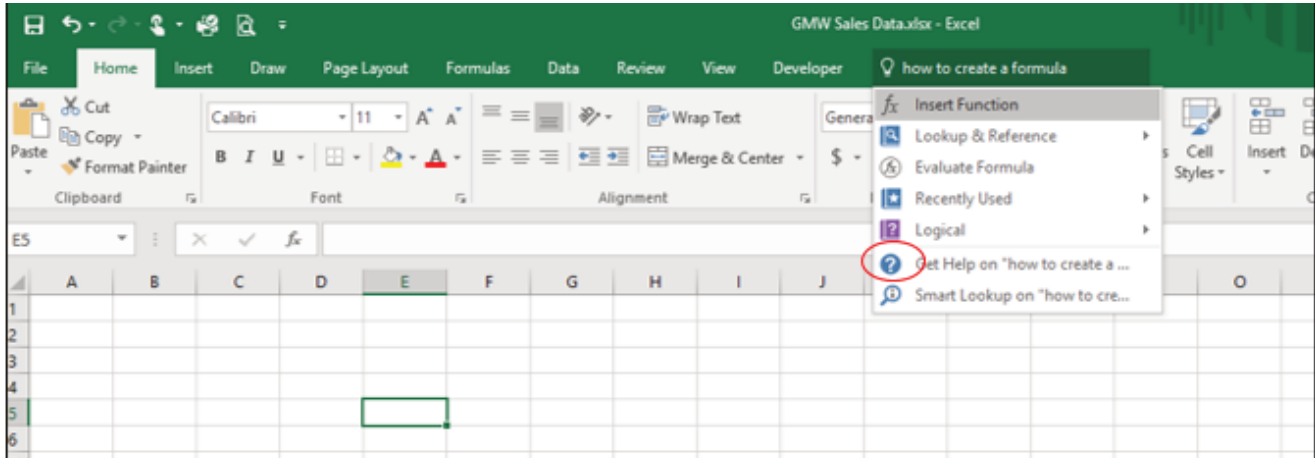 GMW Sales Data.xlsx - Excel
File Home Insert Draw Page Layout Formulas Data Review View Developer how to create a formula
Cut
Copy
Format Painter
Paste
Clipboard
Calibri 11 A A
B I U A
Font
Wrap Text
Merge & Center
Alignment
Genera
$
fx Insert Function
Lookup & Reference
fx Evaluate Formula
Recently Used
? Logical
? Get Help on "how to create a ...
Smart Lookup on "how to cre...
s Cell
Styles
Insert
E5 fx
A B C D E F G H I J O
1
2
3
4
5
6